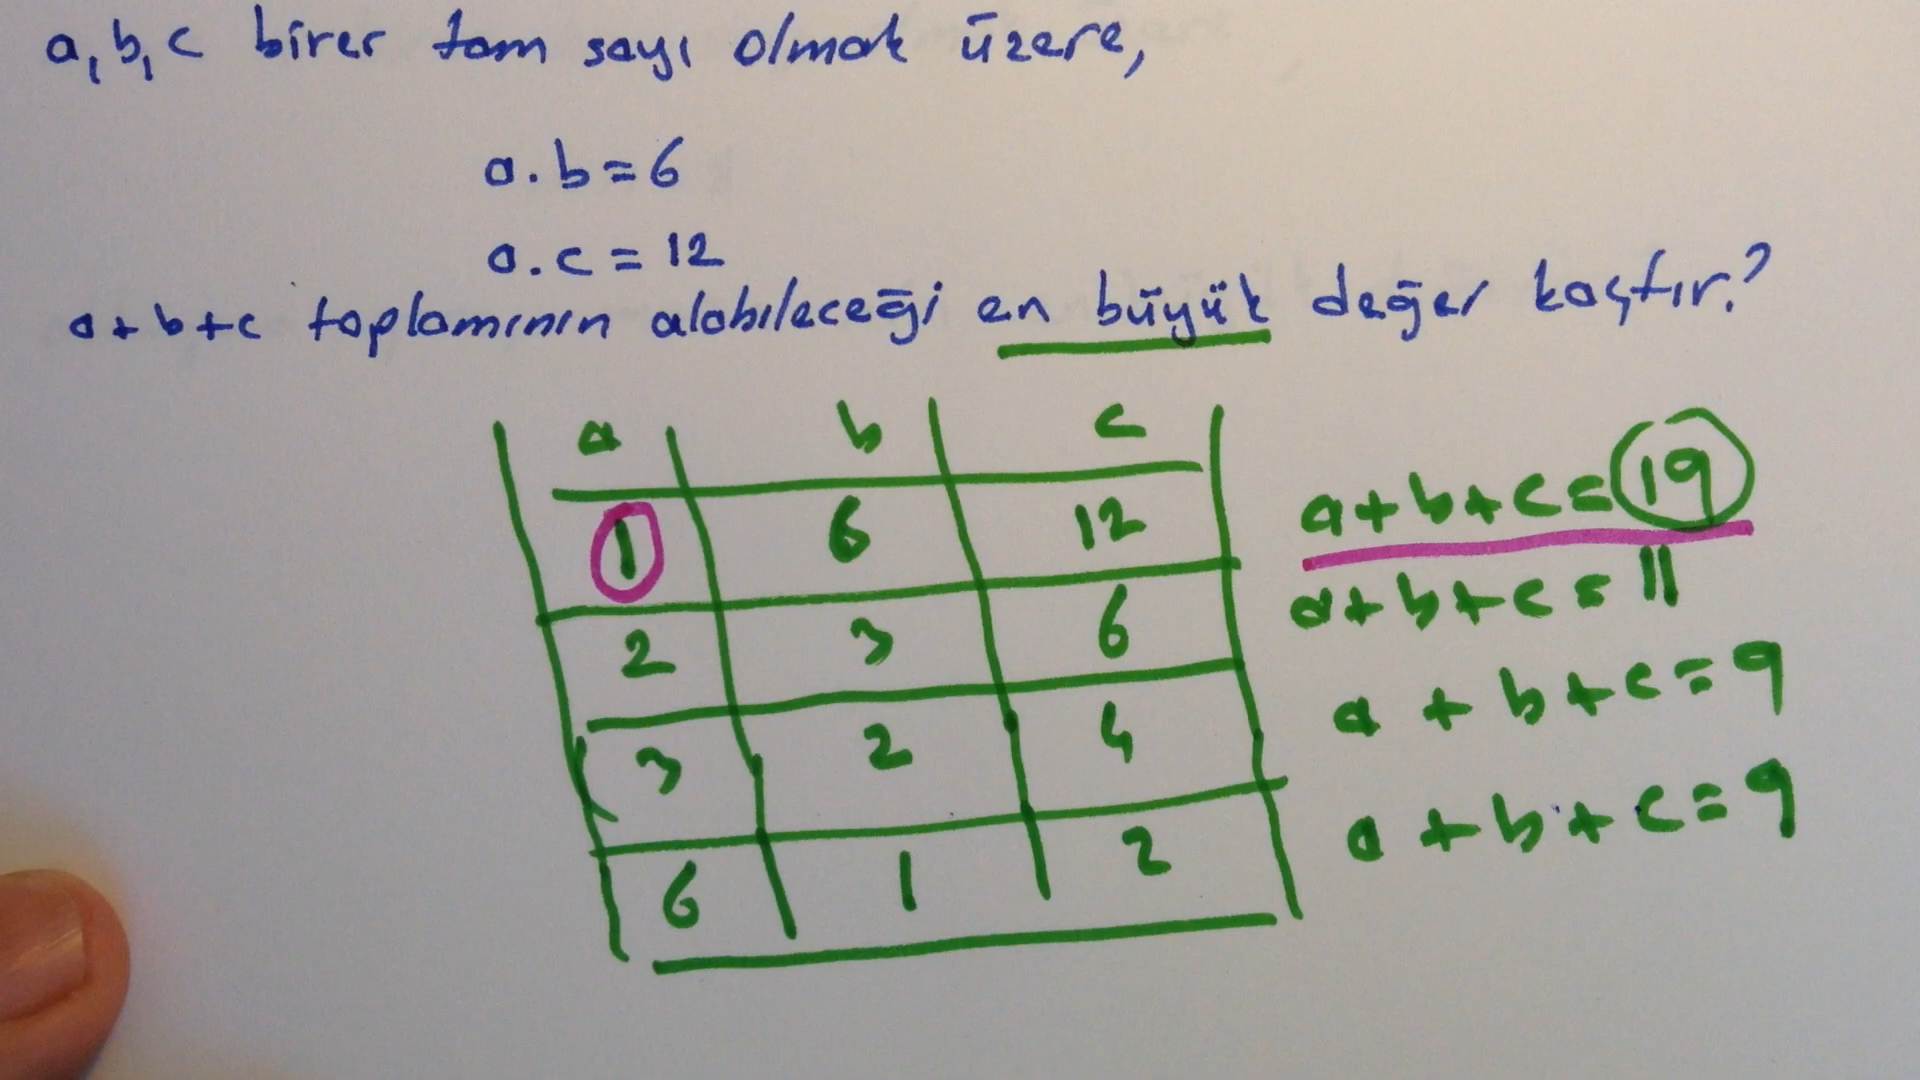 a, b, c birer tam sayı olmak üzere,
a.b=6
a.c=12
a+b+c toplamının alabileceği en büyük değer kaçtır?
a b c
1 6 12 a+b+c=19
2 3 6 a+b+c=11
3 2 4 a+b+c=9
6 1 2 a+b+c=9